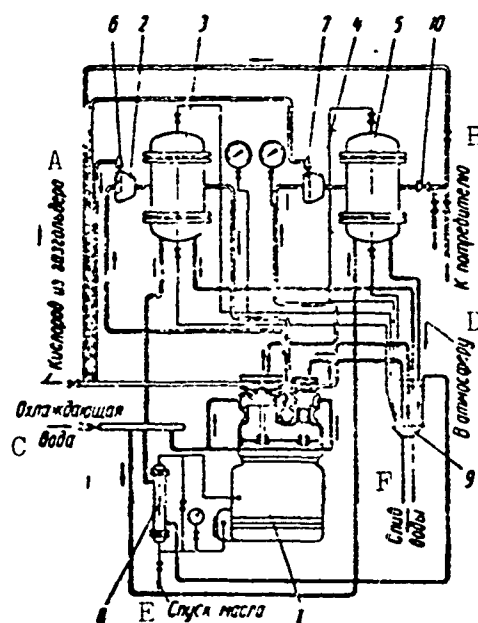 6 2 3 7 4 5 10
A
B
Кислород из газгольдера
К потребителю
D
В атмосферу
Охлаждающая
вода
C
9
F
Слив
воды
8
E
Спуск масла
1